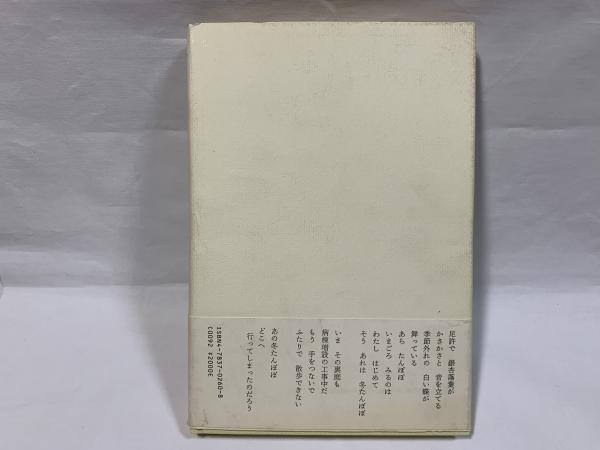 足許で　銀杏落葉が
かさかさと　音を立てる
季節外れの　白い蝶が
舞っている
あら　たんぽぽ
いまごろ　みるのは
わたし　はじめて
そう　あれは　冬たんぽぽ
いま　その裏庭も
病棟増設の工事中だ
もう　手をつないで
ふたりで　散歩できない
あの冬たんぽぽ
どこへ
行ってしまったのだろう
ISBN4-7837-0260-8
C0092 ¥2000E